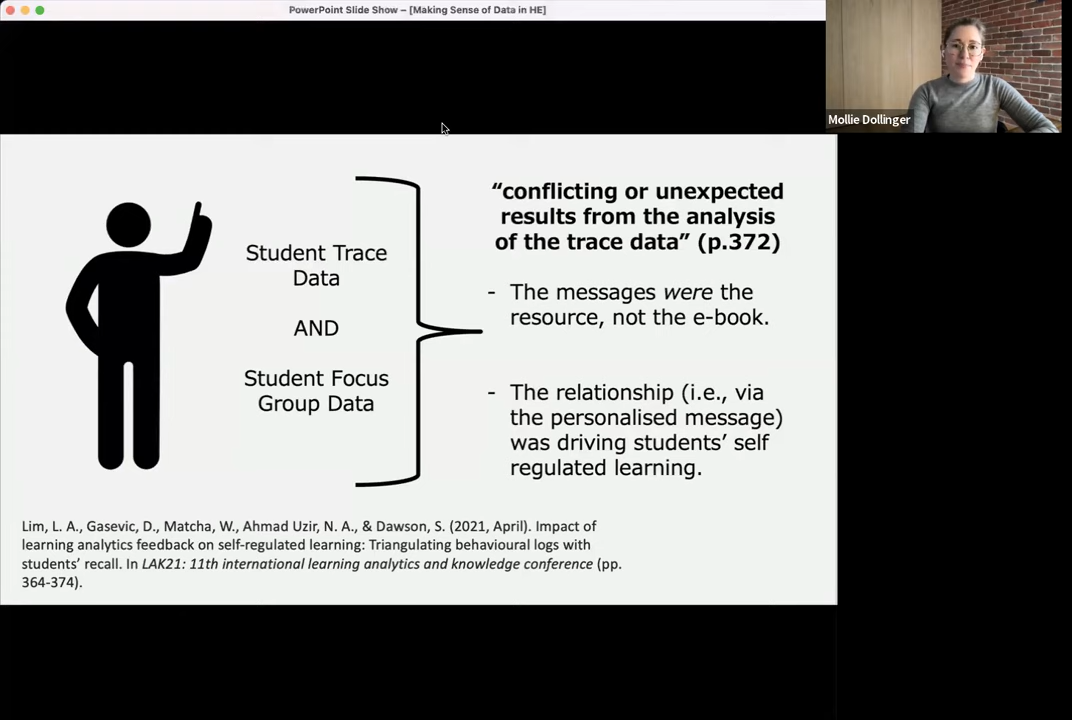 PowerPoint Slide Show – [Making Sense of Data in HE]
Mollie Dollinger
Student Trace
Data
AND
Student Focus
Group Data
“conflicting or unexpected
results from the analysis
of the trace data” (p.372)
- The messages were the
resource, not the e-book.
- The relationship (i.e., via
the personalised message)
was driving students’ self
regulated learning.
Lim, L. A., Gasevic, D., Matcha, W., Ahmad Uzir, N. A., & Dawson, S. (2021, April). Impact of
learning analytics feedback on self-regulated learning: Triangulating behavioural logs with
students’ recall. In LAK21: 11th international learning analytics and knowledge conference (pp.
364-374).